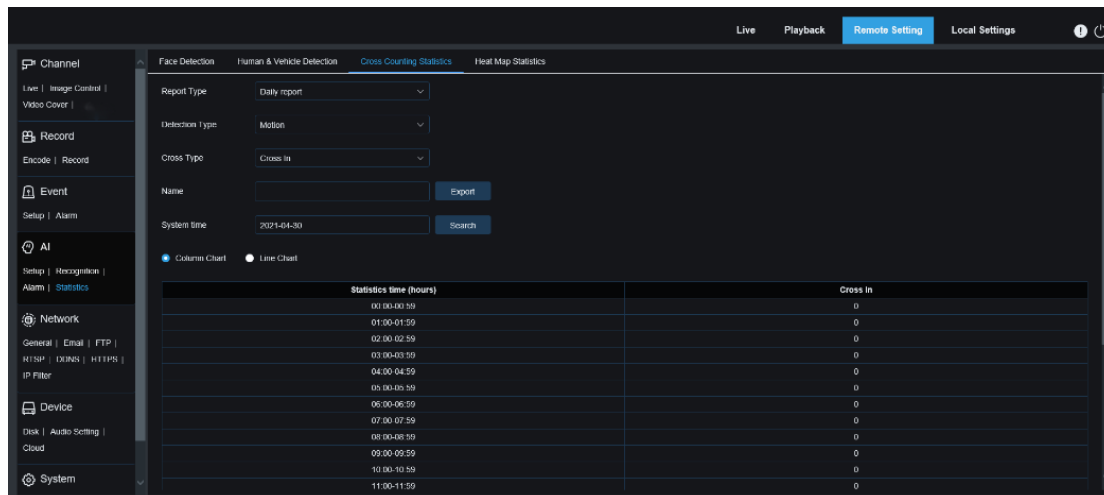 Live Playback Remote Setting Local Settings
Channel
Live | Image Control |
Video Cover |
Record
Encode | Record
Event
Setup | Alarm
AI
Setup | Recognition |
Alarm | Statistics
Network
General | Email | FTP |
RTSP | DDNS | HTTPS |
IP Filter
Device
Disk | Audio Setting |
Cloud
System
Face Detection Human & Vehicle Detection Cross Counting Statistics Heat Map Statistics
Report Type Daily report
Detection Type Motion
Cross Type Cross In
Name Export
System time 2021-04-30 Search
Column Chart Line Chart
Statistics time (hours) Cross In
00:00-00:59 0
01:00-01:59 0
02:00-02:59 0
03:00-03:59 0
04:00-04:59 0
05:00-05:59 0
06:00-06:59 0
07:00-07:59 0
08:00-08:59 0
09:00-09:59 0
10:00-10:59 0
11:00-11:59 0